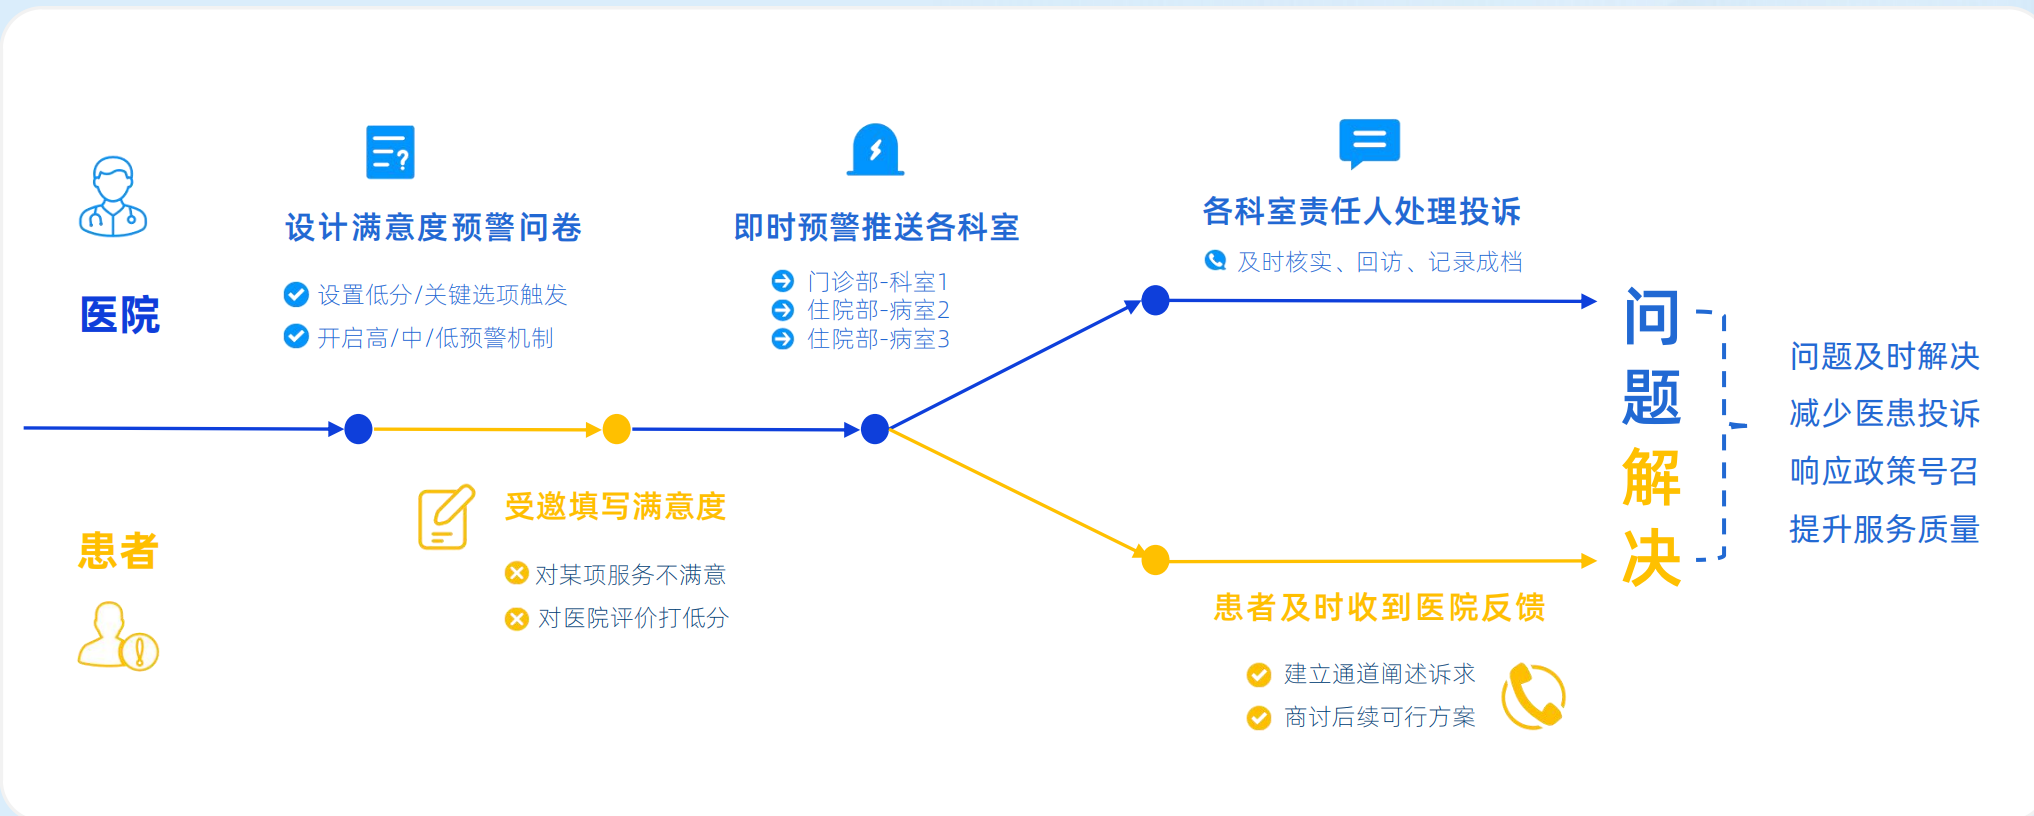 医院
设计满意度预警问卷
设置低分/关键选项触发
开启高/中/低预警机制
即时预警推送各科室
门诊部-科室1
住院部-病室2
住院部-病室3
各科室责任人处理投诉
及时核实、回访、记录成档
患者
受邀填写满意度
对某项服务不满意
对医院评价打低分
患者及时收到医院反馈
建立通道阐述诉求
商讨后续可行方案
问题解决
问题及时解决
减少医患投诉
响应政策号召
提升服务质量